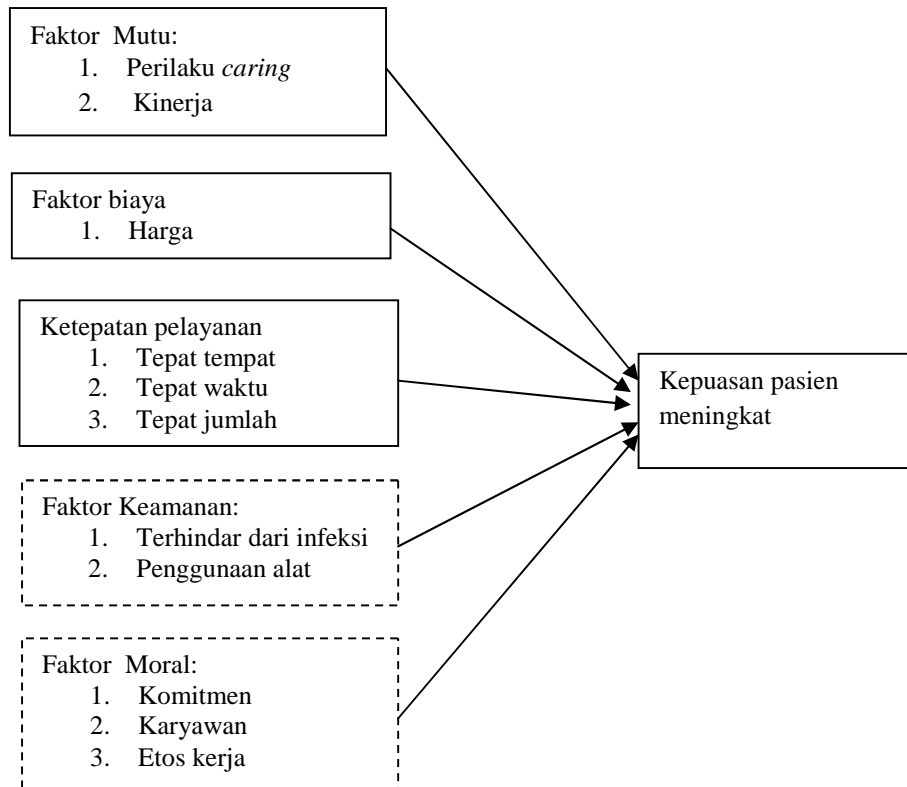 Faktor Mutu:
1. Perilaku caring
2. Kinerja
Faktor biaya
1. Harga
Ketepatan pelayanan
1. Tepat tempat
2. Tepat waktu
3. Tepat jumlah
Kepuasan pasien
meningkat
Faktor Keamanan:
1. Terhindar dari infeksi
2. Penggunaan alat
Faktor Moral:
1. Komitmen
2. Karyawan
3. Etos kerja